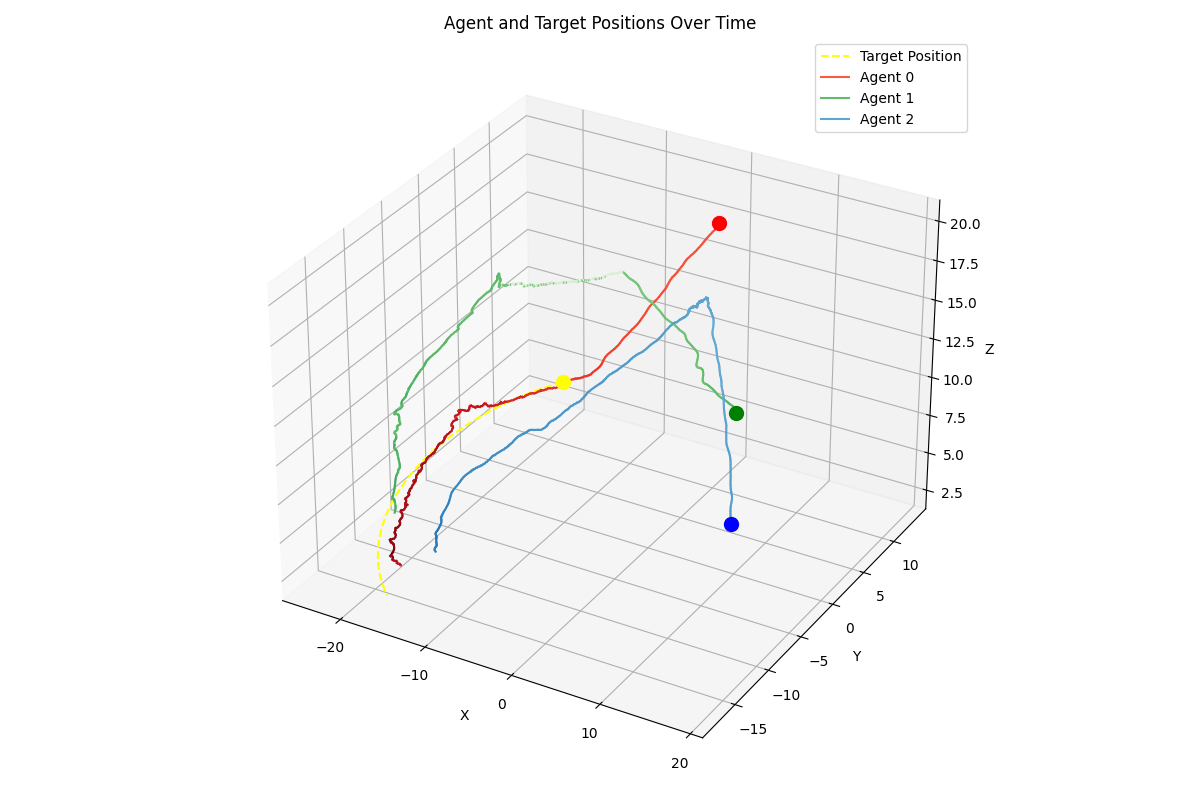 Agent and Target Positions Over Time
Target Position
Agent 0
Agent 1
Agent 2
20.0
17.5
15.0
12.5
10.0
7.5
5.0
2.5
Z
10
5
0
−5
−10
−15
Y
−20
−10
0
10
20
X